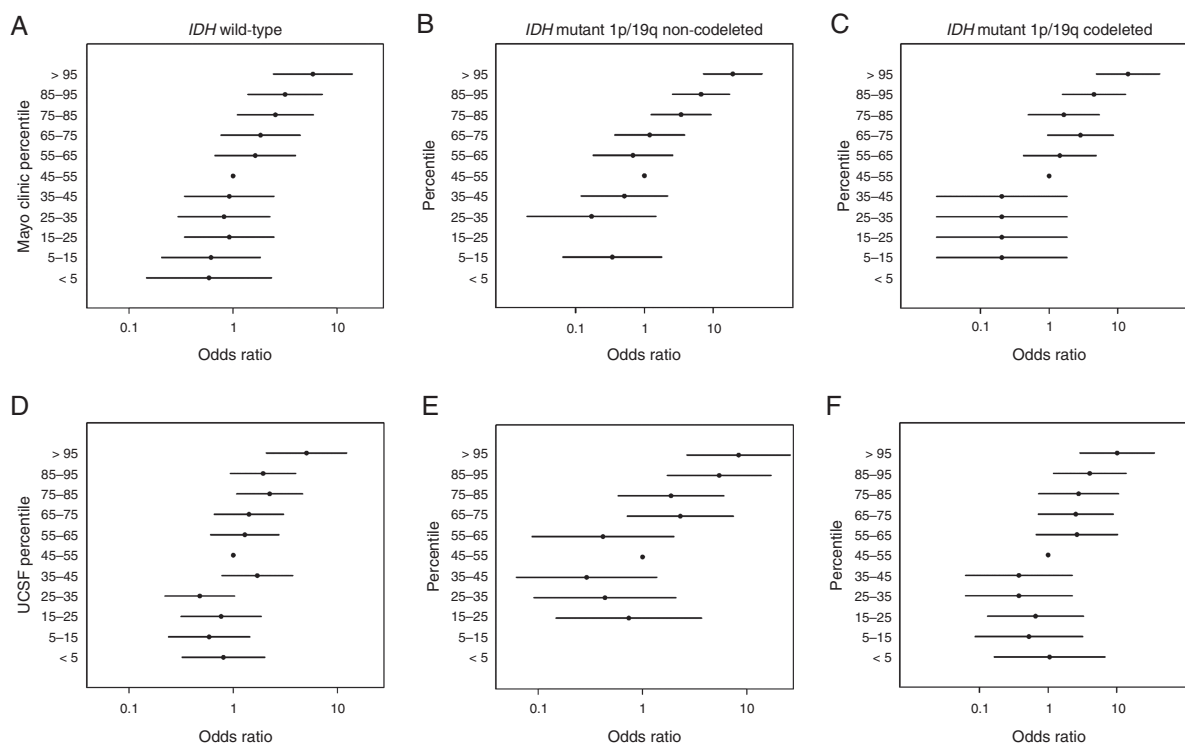 A
IDH wild-type
Mayo clinic percentile
> 95
85–95
75–85
65–75
55–65
45–55
35–45
25–35
15–25
5–15
< 5
0.1 1 10
Odds ratio
B
IDH mutant 1p/19q non-codeleted
Percentile
> 95
85–95
75–85
65–75
55–65
45–55
35–45
25–35
15–25
5–15
< 5
0.1 1 10
Odds ratio
C
IDH mutant 1p/19q codeleted
Percentile
> 95
85–95
75–85
65–75
55–65
45–55
35–45
25–35
15–25
5–15
< 5
0.1 1 10
Odds ratio
D
UCSF percentile
> 95
85–95
75–85
65–75
55–65
45–55
35–45
25–35
15–25
5–15
< 5
0.1 1 10
Odds ratio
E
Percentile
> 95
85–95
75–85
65–75
55–65
45–55
35–45
25–35
15–25
5–15
< 5
0.1 1 10
Odds ratio
F
Percentile
> 95
85–95
75–85
65–75
55–65
45–55
35–45
25–35
15–25
5–15
< 5
0.1 1 10
Odds ratio